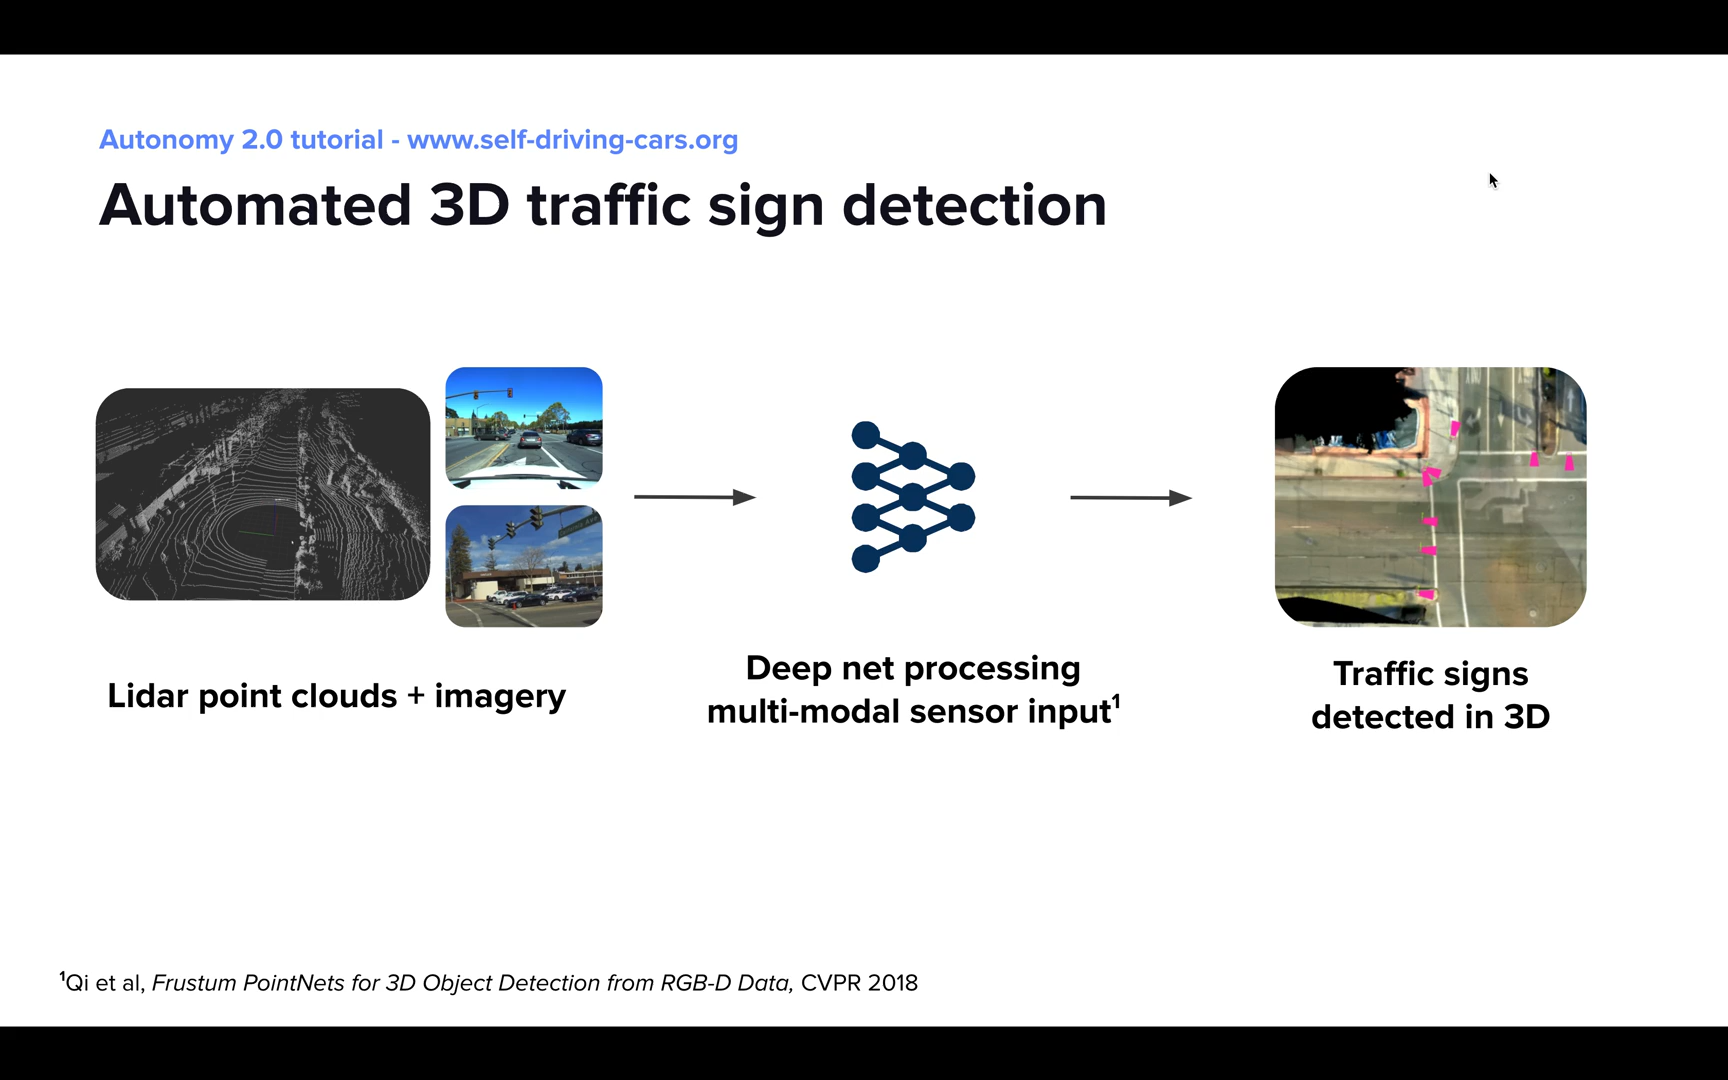 Autonomy 2.0 tutorial - www.self-driving-cars.org
Automated 3D traffic sign detection
Lidar point clouds + imagery
Deep net processing
multi-modal sensor input¹
Traffic signs
detected in 3D
¹Qi et al, Frustum PointNets for 3D Object Detection from RGB-D Data, CVPR 2018